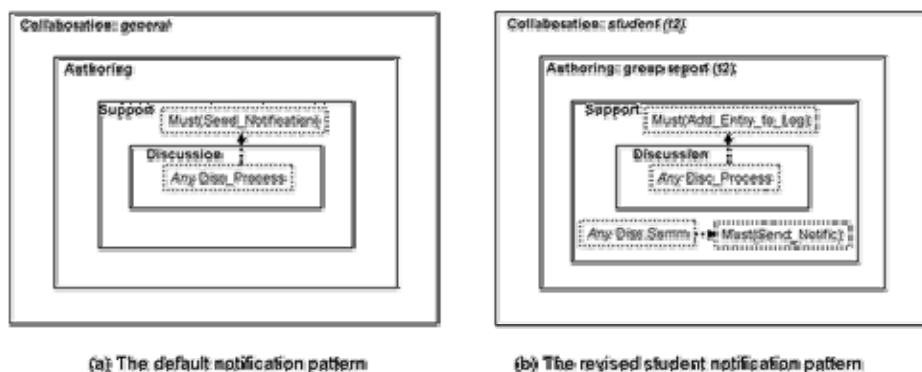 Collaboration: general
Authoring
Support
Must(Send_Notification)
Discussion
Any Disc_Process
(a) The default notification pattern
Collaboration: student (t2)
Authoring: group report (t2)
Support
Must(Add_Entry_to_Log)
Discussion
Any Disc_Process
Any Disc Summ
Must(Send_Notific)
(b) The revised student notification pattern